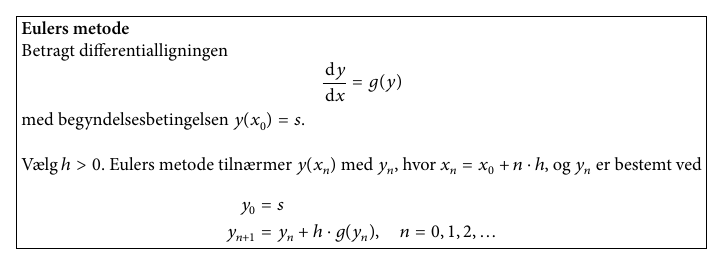 Eulers metode
Betragt differentialligningen
dy/dx = g(y)
med begyndelsesbetingelsen y(x₀) = s.
Vælg h > 0. Eulers metode tilnærmer y(xₙ) med yₙ, hvor xₙ = x₀ + n · h, og yₙ er bestemt ved
y₀ = s
yₙ₊₁ = yₙ + h · g(yₙ), n = 0, 1, 2, …